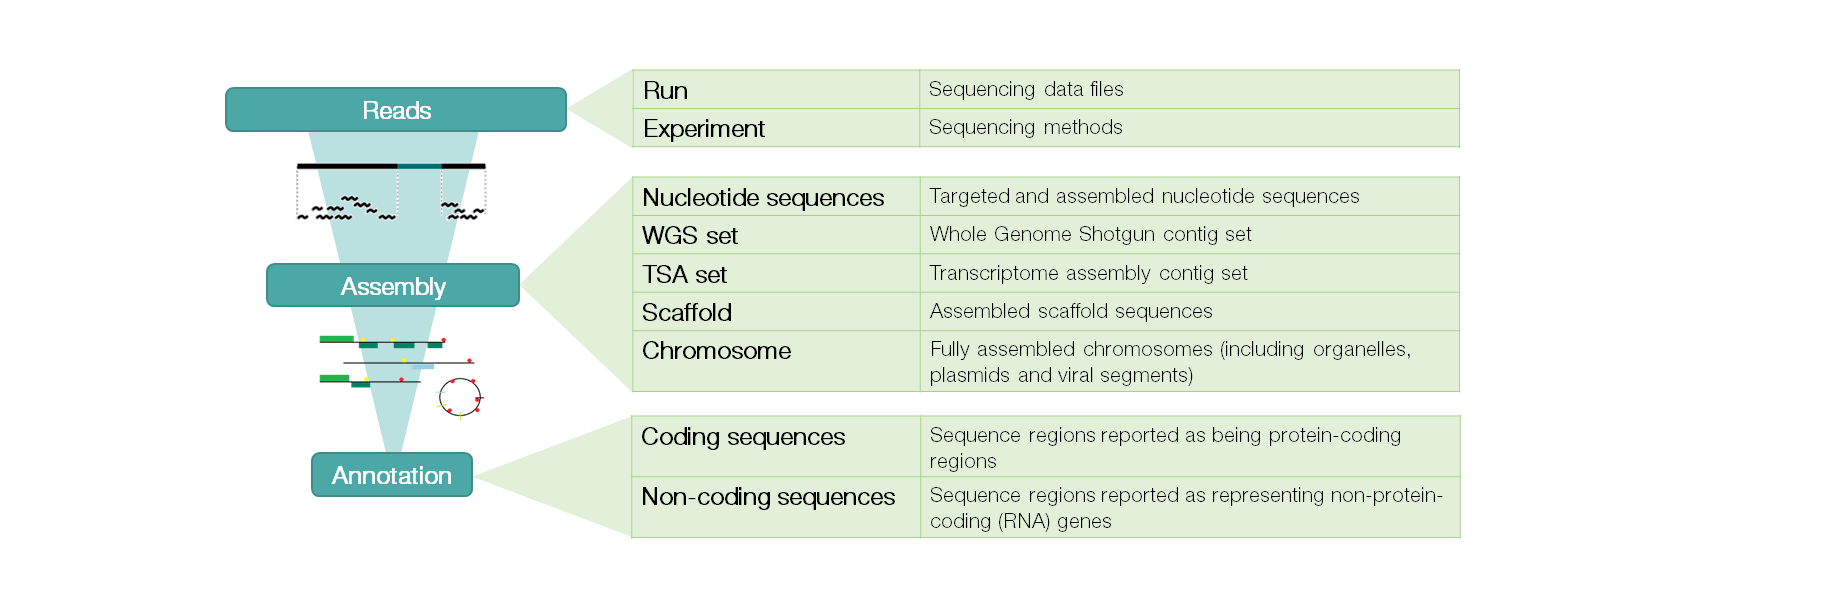 Reads
Run
Sequencing data files
Experiment
Sequencing methods
Assembly
Nucleotide sequences
Targeted and assembled nucleotide sequences
WGS set
Whole Genome Shotgun contig set
TSA set
Transcriptome assembly contig set
Scaffold
Assembled scaffold sequences
Chromosome
Fully assembled chromosomes (including organelles,
plasmids and viral segments)
Annotation
Coding sequences
Sequence regions reported as being protein-coding
regions
Non-coding sequences
Sequence regions reported as representing non-protein-
coding (RNA) genes